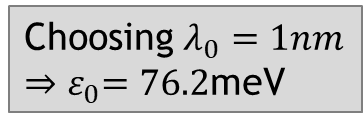 Choosing λ₀ = 1nm
⇒ ε₀= 76.2meV